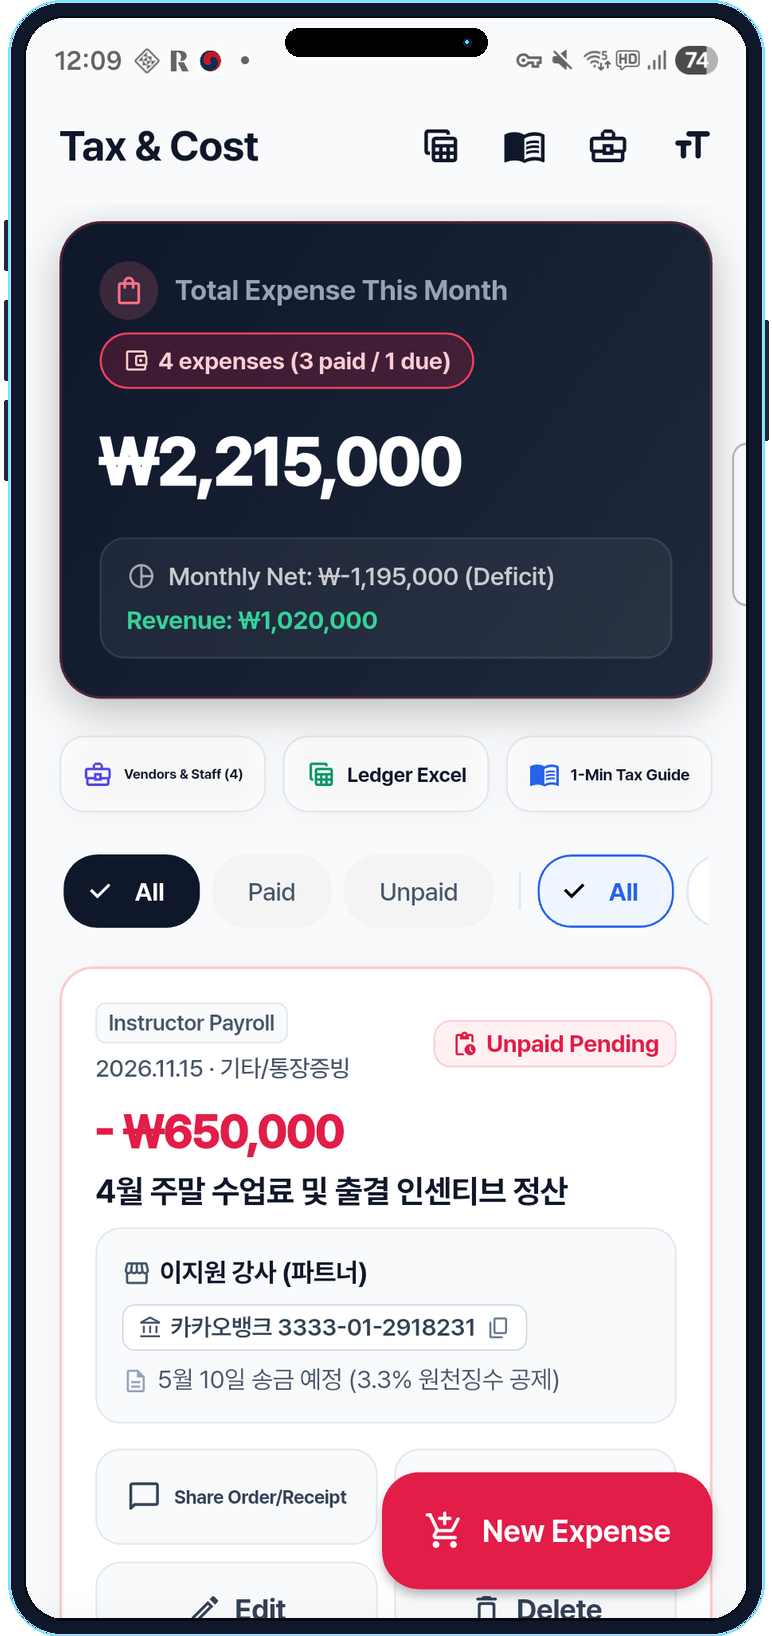 12:09
HD
74
Tax & Cost
Total Expense This Month
4 expenses (3 paid / 1 due)
₩2,215,000
Monthly Net: ₩-1,195,000 (Deficit)
Revenue: ₩1,020,000
Vendors & Staff (4)
Ledger Excel
1-Min Tax Guide
All
Paid
Unpaid
All
Instructor Payroll
Unpaid Pending
2026.11.15 · 기타/통장증빙
- ₩650,000
4월 주말 수업료 및 출결 인센티브 정산
이지원 강사 (파트너)
카카오뱅크 3333-01-2918231
5월 10일 송금 예정 (3.3% 원천징수 공제)
Share Order/Receipt
New Expense
Edit
Delete